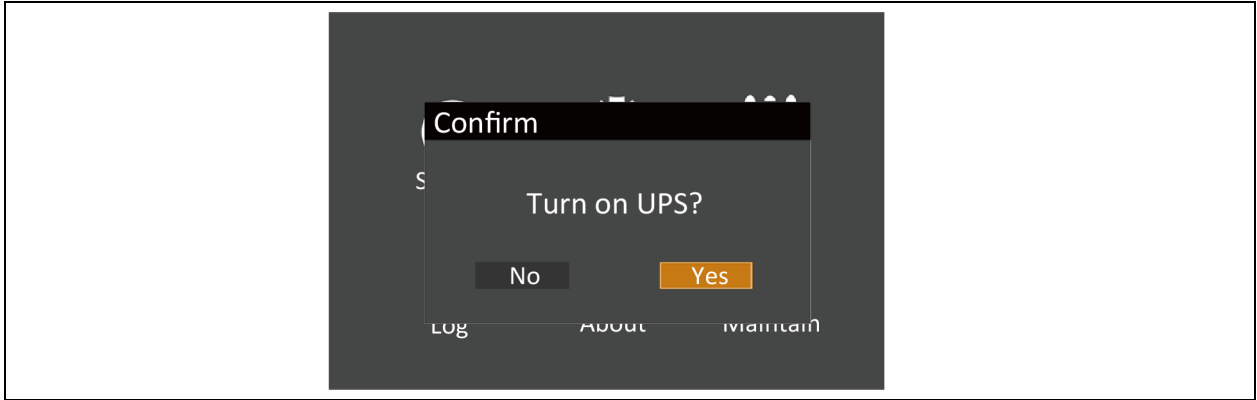 Confirm
S
Turn on UPS?
No Yes
Log About Maintain